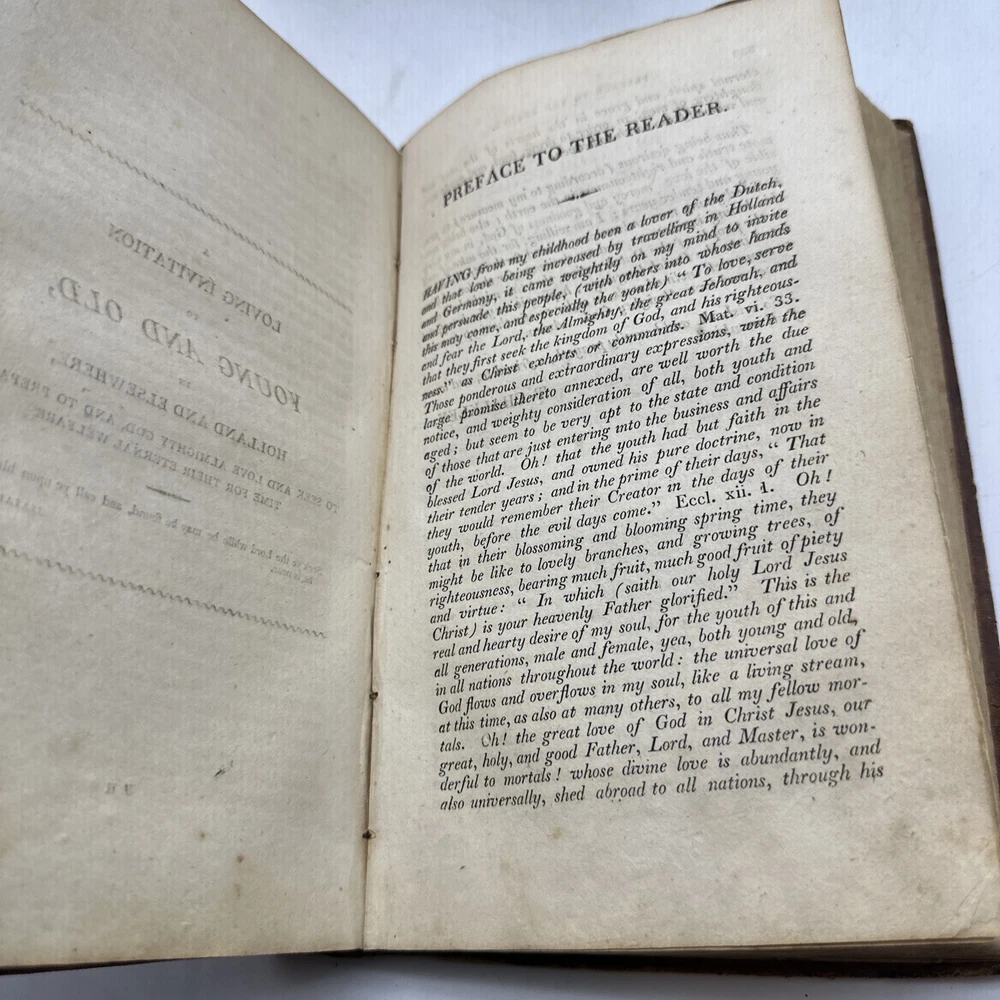 A
LOVING INVITATION
TO
YOUNG AND OLD,
IN
HOLLAND AND ELSEWHERE,
TO SEEK AND LOVE ALMIGHTY GOD, AND TO PREPA
TIME FOR THEIR ETERNAL WELFARE.
Seek ye the Lord while he may be found, and call ye upon him
PREFACE TO THE READER.
HAVING from my childhood been a lover of the Dutch,
and that love being increased by travelling in Holland
and Germany, it came weightily on my mind to invite
and persuade this people, (with others into whose hands
this may come, and especially the youth) “To love, serve
and fear the Lord, the Almighty, the great Jehovah, and
that they first seek the kingdom of God, and his righteous-
ness:” as Christ exhorts or commands. Mat. vi. 33.
Those ponderous and extraordinary expressions, with the
large promise thereto annexed, are well worth the due
notice, and weighty consideration of all, both youth and
aged; but seem to be very apt to the state and condition
of those that are just entering into the business and affairs
of the world. Oh! that the youth had but faith in the
blessed Lord Jesus, and owned his pure doctrine, now in
their tender years; and in the prime of their days, “That
they would remember their Creator in the days of their
youth, before the evil days come.” Eccl. xii. 1. Oh!
that in their blossoming and blooming spring time, they
might be like to lovely branches, and growing trees, of
righteousness, bearing much fruit, much good fruit of piety
and virtue: “In which (saith our holy Lord Jesus
Christ) is your heavenly Father glorified.” This is the
real and hearty desire of my soul, for the youth of this and
all generations, male and female, yea, both young and old,
in all nations throughout the world: the universal love of
God flows and overflows in my soul, like a living stream,
at this time, as also at many others, to all my fellow mor-
tals. Oh! the great love of God in Christ Jesus, our
great, holy, and good Father, Lord, and Master, is won-
derful to mortals! whose divine love is abundantly, and
also universally, shed abroad to all nations, through his